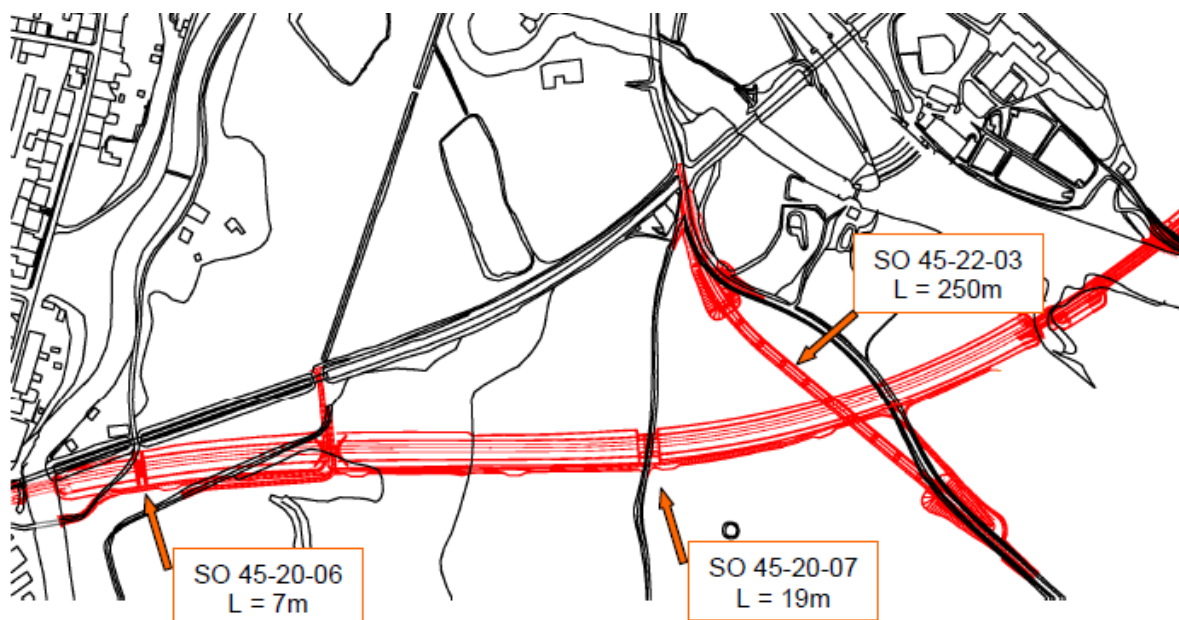 SO 45-22-03
L = 250m
SO 45-20-06
L = 7m
SO 45-20-07
L = 19m